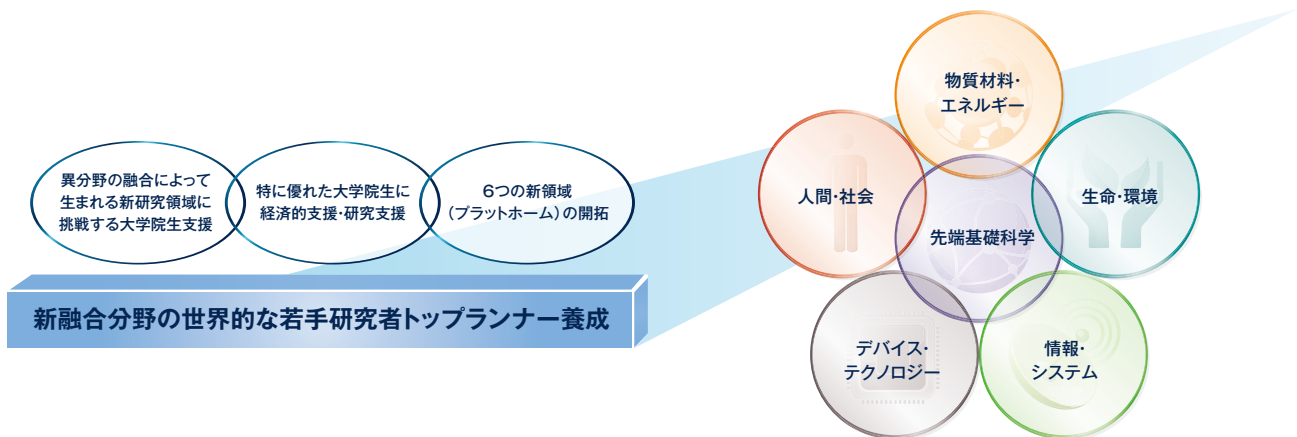 異分野の融合によって
生まれる新研究領域に
挑戦する大学院生支援
特に優れた大学院生に
経済的支援・研究支援
6つの新領域
（プラットホーム）の開拓
新融合分野の世界的な若手研究者トップランナー養成
物質材料・
エネルギー
人間・社会
生命・環境
先端基礎科学
デバイス・
テクノロジー
情報・
システム